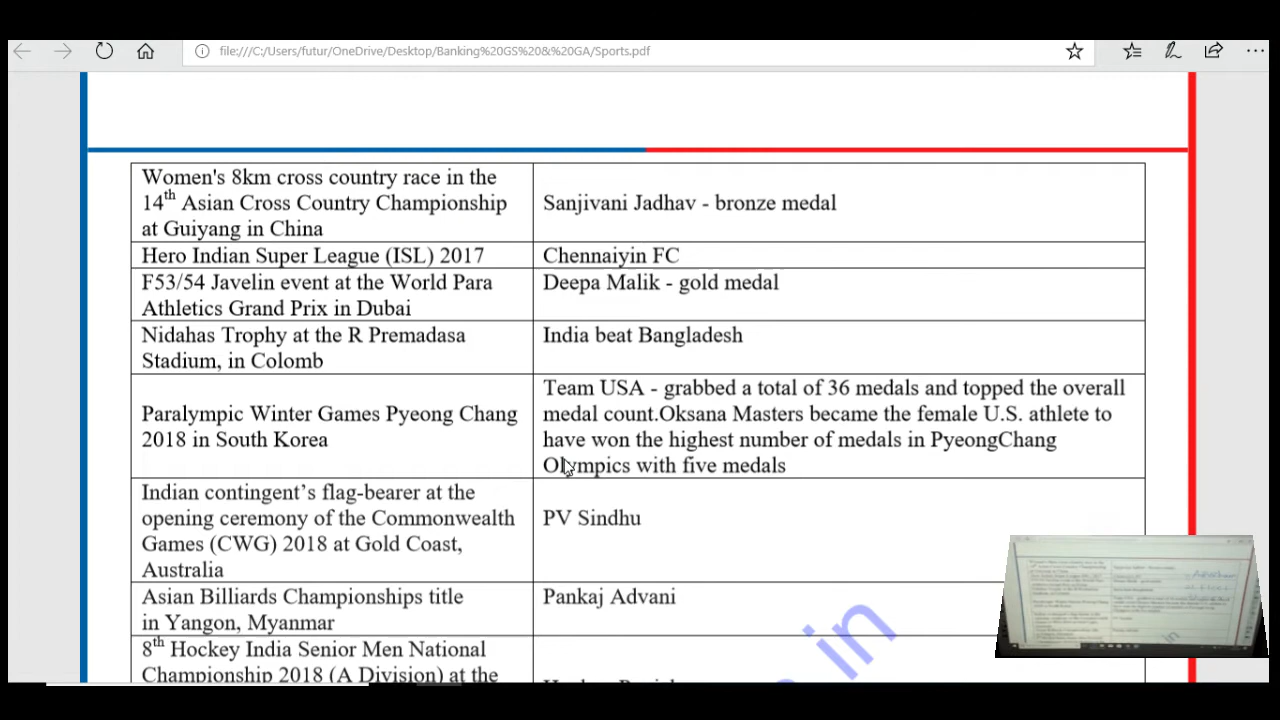 file:///C:/Users/futur/OneDrive/Desktop/Banking%20GS%20&%20GA/Sports.pdf
Women's 8km cross country race in the
14th Asian Cross Country Championship
at Guiyang in China
Sanjivani Jadhav - bronze medal
Hero Indian Super League (ISL) 2017
Chennaiyin FC
F53/54 Javelin event at the World Para
Athletics Grand Prix in Dubai
Deepa Malik - gold medal
Nidahas Trophy at the R Premadasa
Stadium, in Colomb
India beat Bangladesh
Paralympic Winter Games Pyeong Chang
2018 in South Korea
Team USA - grabbed a total of 36 medals and topped the overall
medal count.Oksana Masters became the female U.S. athlete to
have won the highest number of medals in PyeongChang
Olympics with five medals
Indian contingent's flag-bearer at the
opening ceremony of the Commonwealth
Games (CWG) 2018 at Gold Coast,
Australia
PV Sindhu
Asian Billiards Championships title
in Yangon, Myanmar
Pankaj Advani
8th Hockey India Senior Men National
Championship 2018 (A Division) at the
in